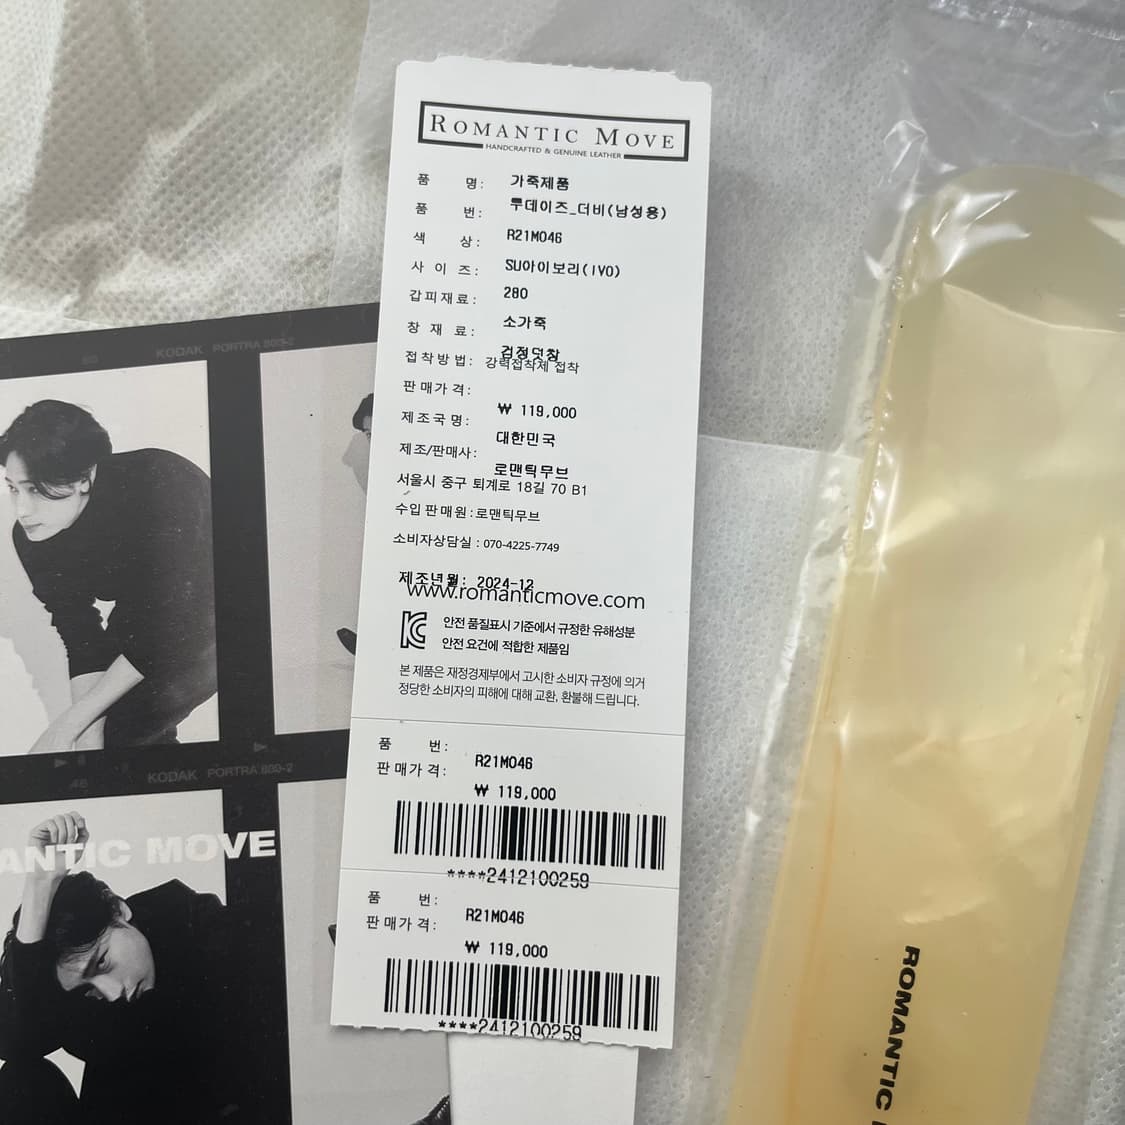 ROMANTIC MOVE
HANDCRAFTED & GENUINE LEATHER
품 명: 가죽제품
품 번: 루데이즈_더비(남성용)
색 상: R21M046
사 이 즈: SU아이보리(IVO)
갑피재료: 280
창 재 료: 소가죽
검정덧창
접착방법: 강력접착제 접착
판매가격:
₩ 119,000
제조국명:
대한민국
제조/판매사:
로맨틱무브
서울시 중구 퇴계로 18길 70 B1
수입 판매원:로맨틱무브
소비자상담실 : 070-4225-7749
제조년월: 2024-12
www.romanticmove.com
안전 품질표시 기준에서 규정한 유해성분
안전 요건에 적합한 제품임
본 제품은 재정경제부에서 고시한 소비자 규정에 의거
정당한 소비자의 피해에 대해 교환, 환불해 드립니다.
품 번: R21M046
판매가격: ₩ 119,000
****2412100259
품 번: R21M046
판매가격: ₩ 119,000
****2412100259
KODAK PORTRA 800-2
46 KODAK PORTRA 800-2
ANTIC MOVE
ROMANTIC